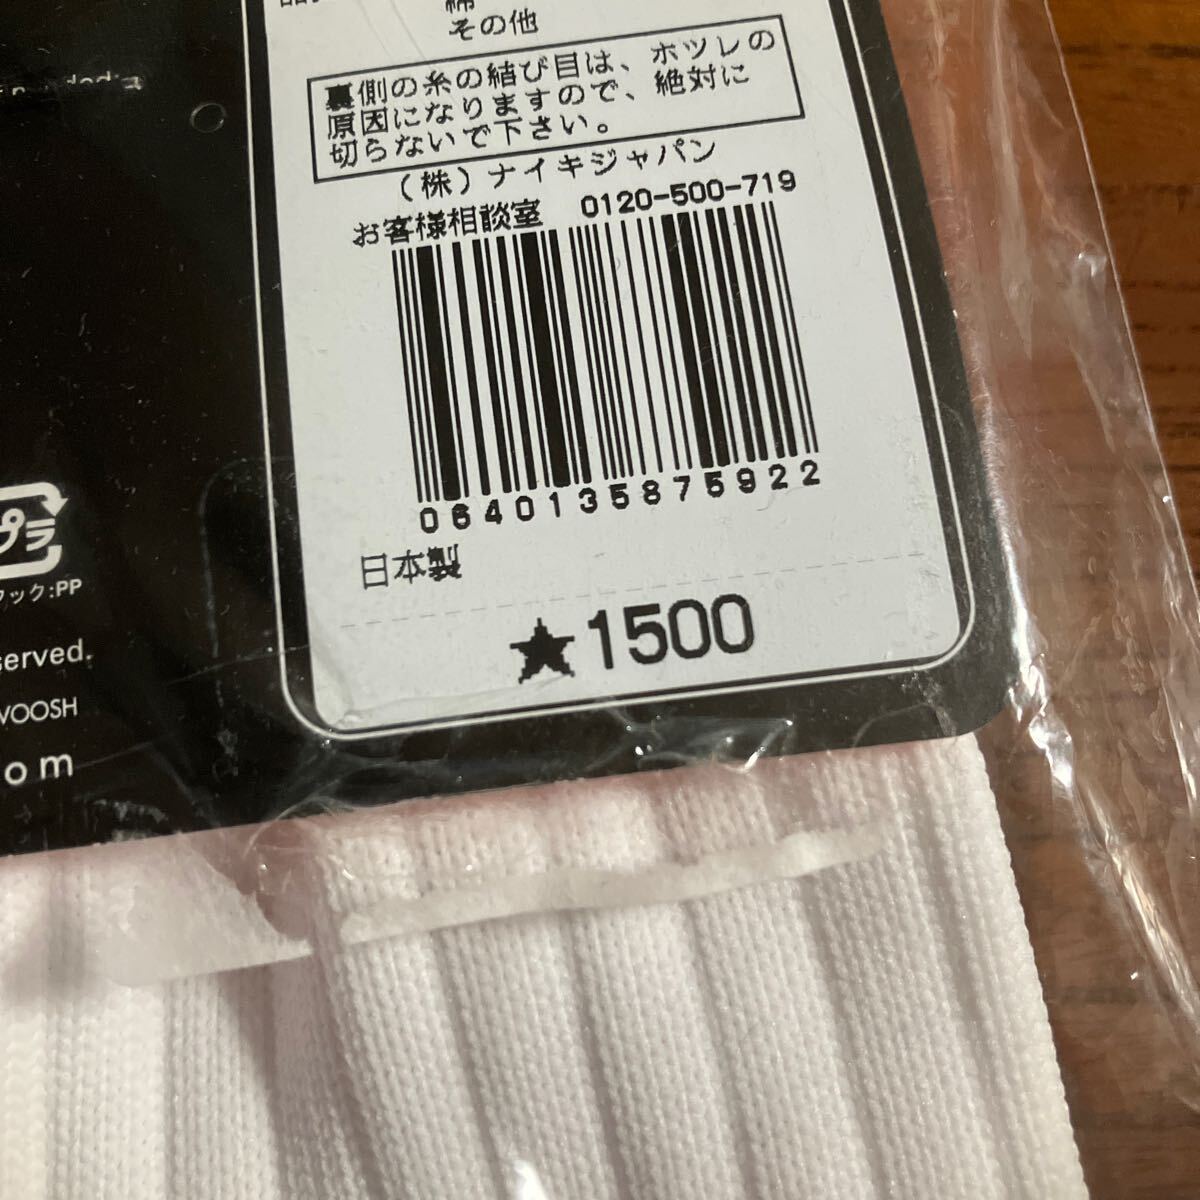 綿
その他
裏側の糸の結び目は、ホツレの
原因になりますので、絶対に
切らないで下さい。
(株)ナイキジャパン
お客様相談室 0120-500-719
0640135875922
日本製
★1500
プラ
フック:PP
served.
WOOSH
om